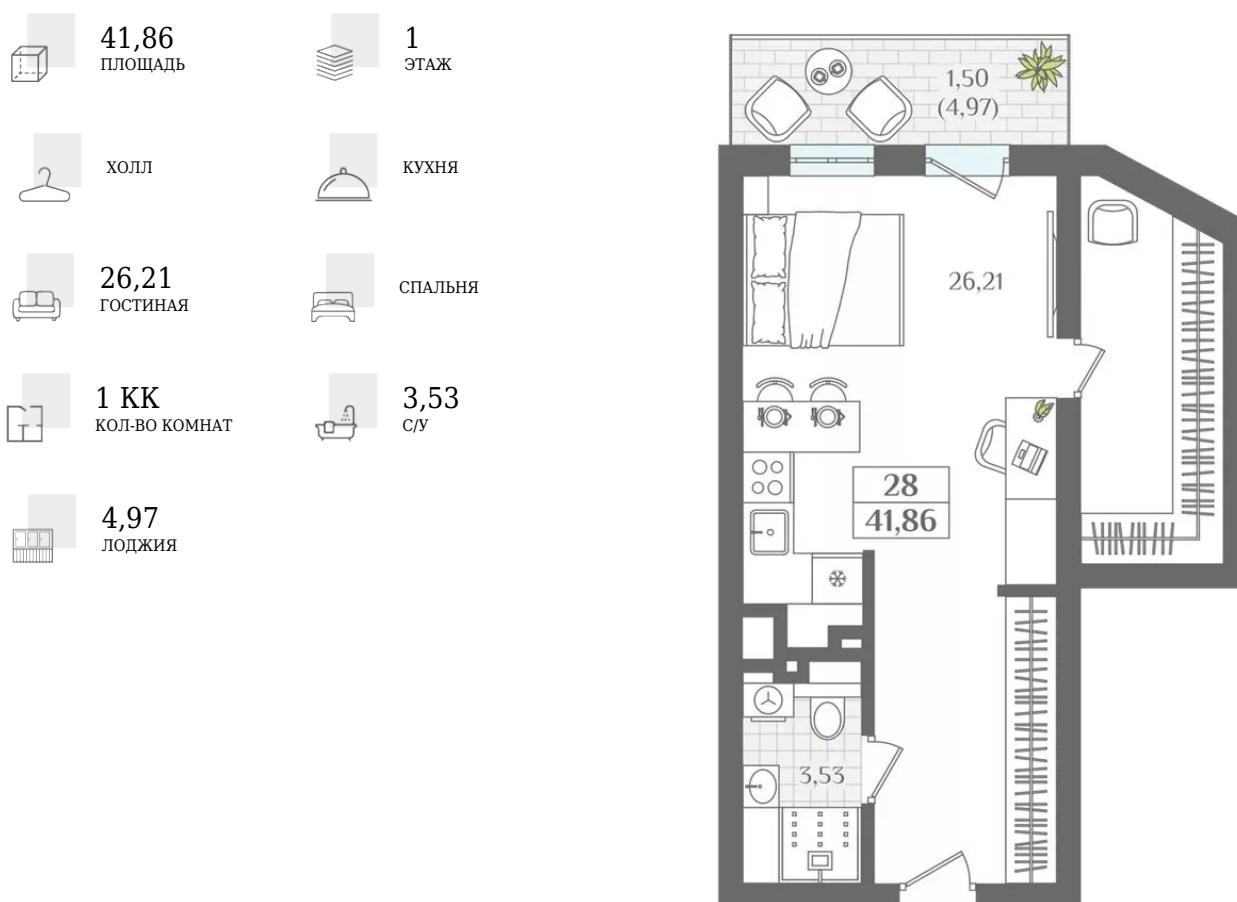 41,86
ПЛОЩАДЬ
1
ЭТАЖ
ХОЛЛ
КУХНЯ
26,21
ГОСТИНАЯ
СПАЛЬНЯ
1 КК
КОЛ-ВО КОМНАТ
3,53
С/У
4,97
ЛОДЖИЯ
1,50
(4,97)
26,21
28
41,86
3,53